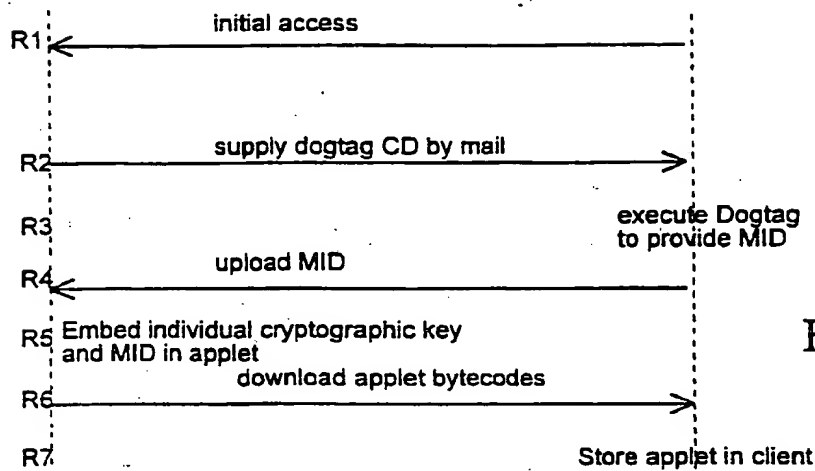 initial access
R1
supply dogtag CD by mail
R2
R3
execute Dogtag
to provide MID
upload MID
R4
R5 Embed individual cryptographic key
and MID in applet
download applet bytecodes
R6
R7
Store applet in client